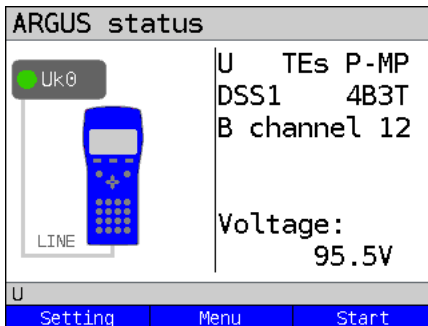 ARGUS status
Uk0
U TEs P-MP
DSS1 4B3T
B channel 12
LINE
Voltage:
95.5V
U
Setting Menu Start